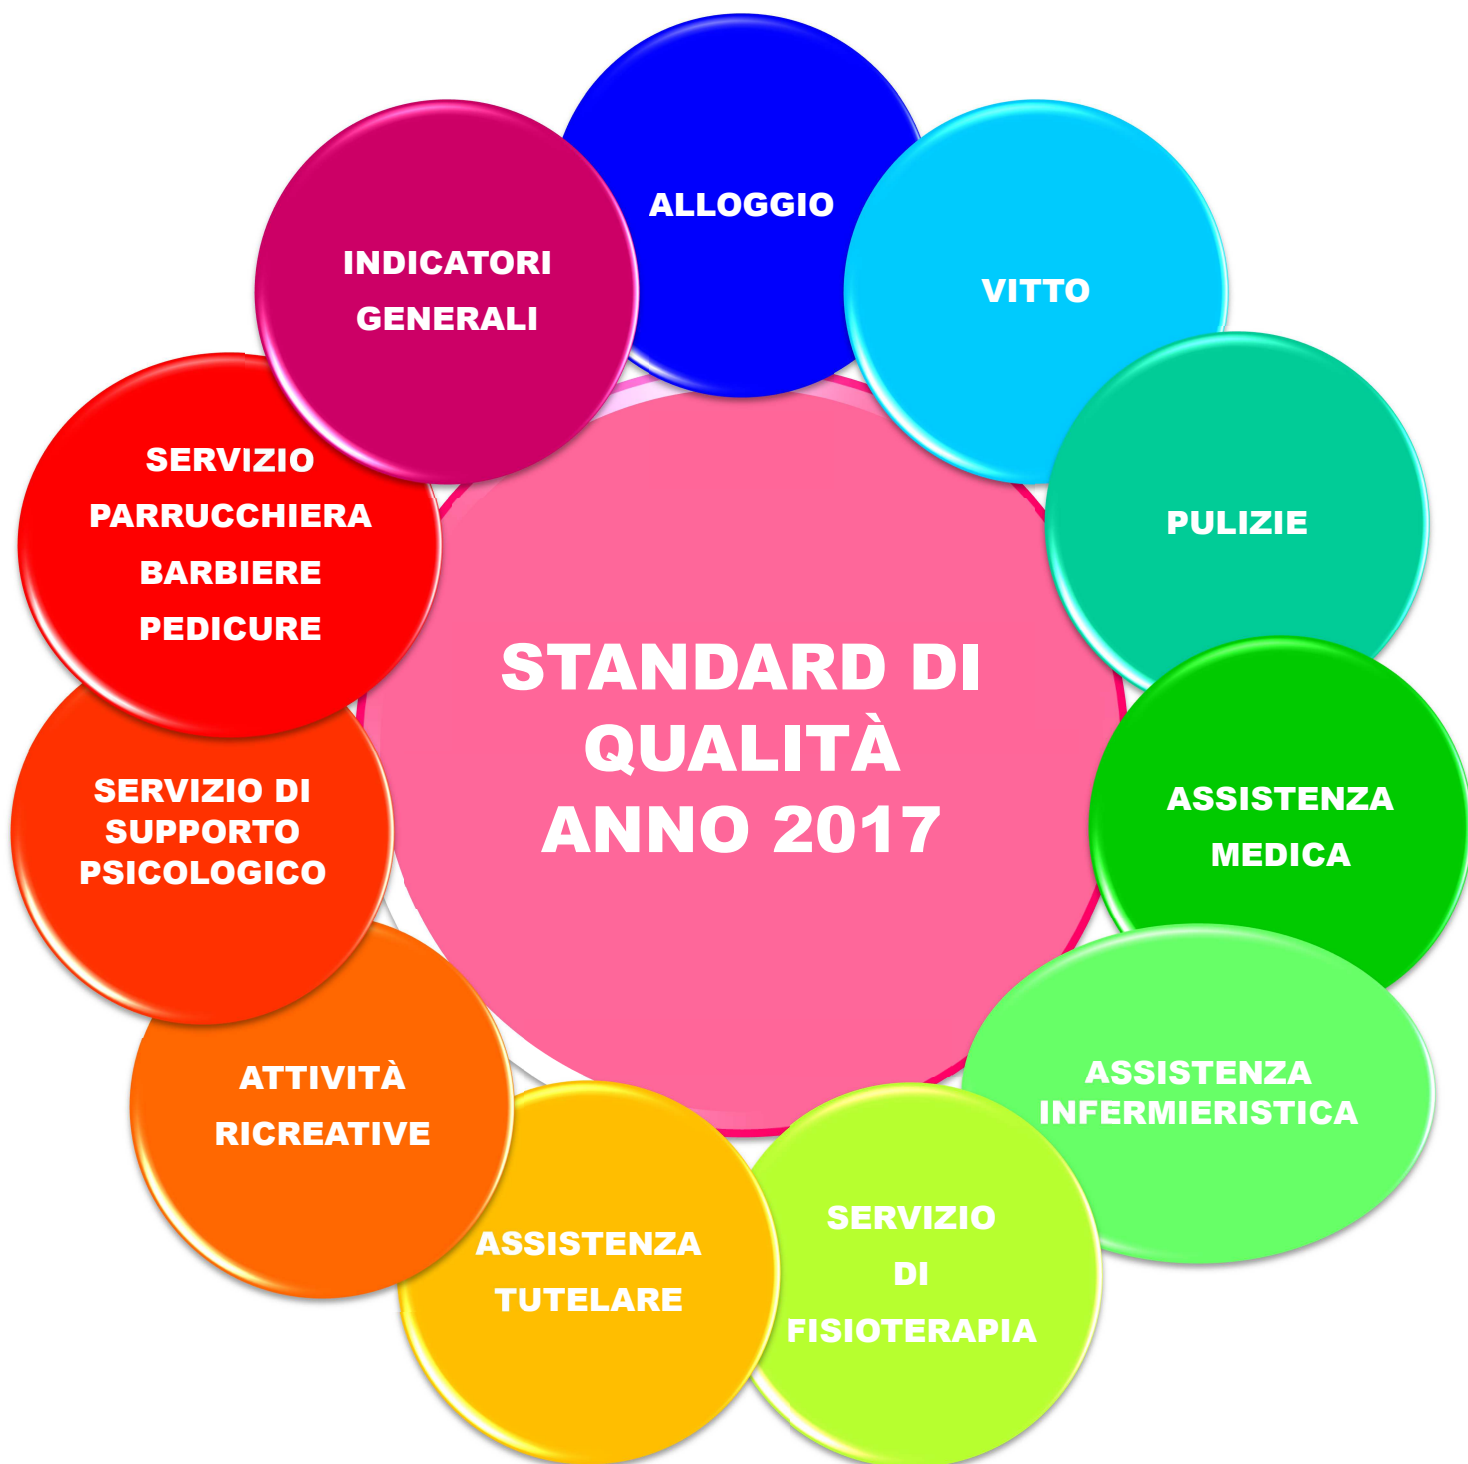 STANDARD DI
QUALITÀ
ANNO 2017
ALLOGGIO
VITTO
PULIZIE
ASSISTENZA
MEDICA
ASSISTENZA
INFERMIERISTICA
SERVIZIO
DI
FISIOTERAPIA
ASSISTENZA
TUTELARE
ATTIVITÀ
RICREATIVE
SERVIZIO DI
SUPPORTO
PSICOLOGICO
SERVIZIO
PARRUCCHIERA
BARBIERE
PEDICURE
INDICATORI
GENERALI